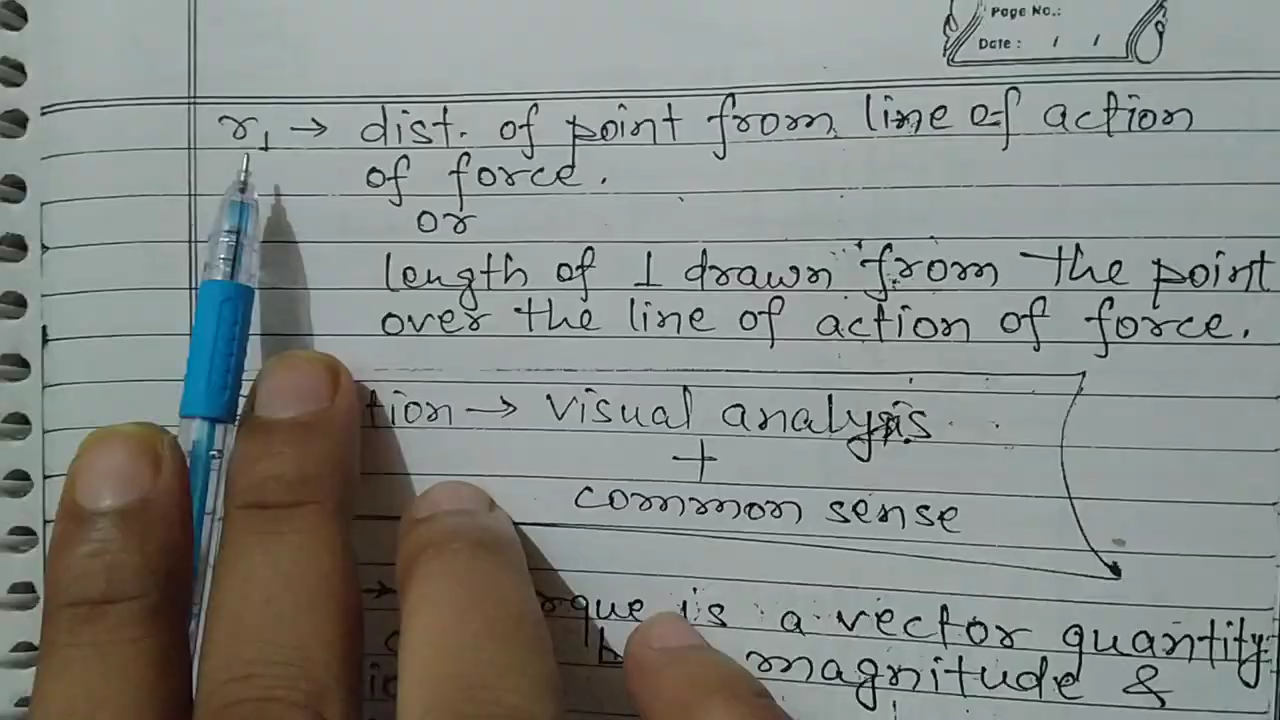 Page No.:
Date : / /
r⊥ → dist. of point from line of action
of force.
or
length of ⊥ drawn from the point
over the line of action of force.
tion → visual analysis
+
common sense
→ rque is a vector quantity
magnitude &